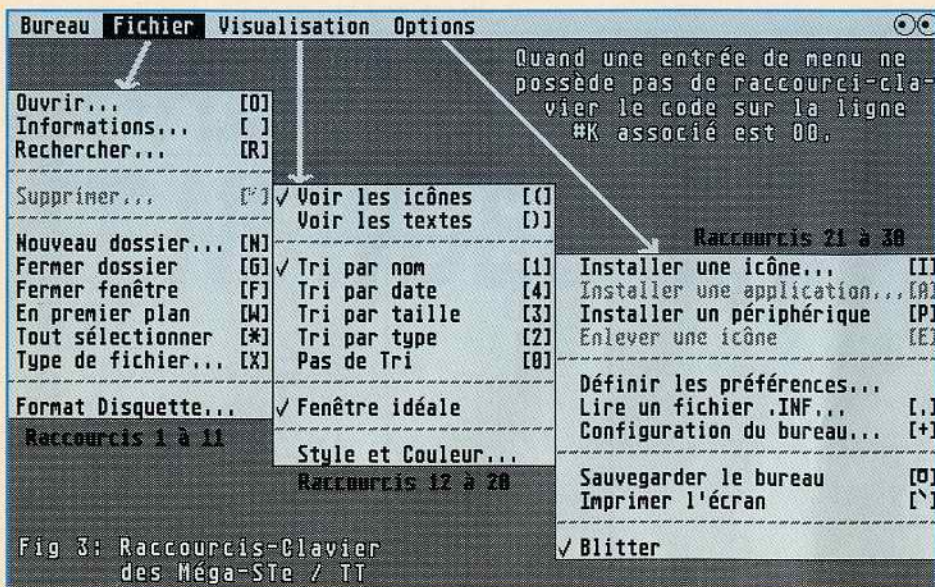 Bureau Fichier Visualisation Options
Quand une entrée de menu ne
possède pas de raccourci-cla-
vier le code sur la ligne
#K associé est 00.
Ouvrir... [O]
Informations... [ ]
Rechercher... [R]
Supprimer...
Nouveau dossier... [N]
Fermer dossier [G]
Fermer fenêtre [F]
En premier plan [W]
Tout sélectionner [*]
Type de fichier... [X]
Format Disquette...
Raccourcis 1 à 11
✓ Voir les icônes [(]
Voir les textes [)]
✓ Tri par nom [1]
Tri par date [4]
Tri par taille [3]
Tri par type [2]
Pas de Tri [0]
✓ Fenêtre idéale
Style et Couleur...
Raccourcis 12 à 20
Raccourcis 21 à 30
Installer une icône... [I]
Installer une application... [A]
Installer un périphérique [P]
Enlever une icône [E]
Définir les préférences...
Lire un fichier .INF... [.]
Configuration du bureau... [+]
Sauvegarder le bureau
Imprimer l'écran [`]
✓ Blitter
Fig 3: Raccourcis-Clavier
des Méga-STe / TT